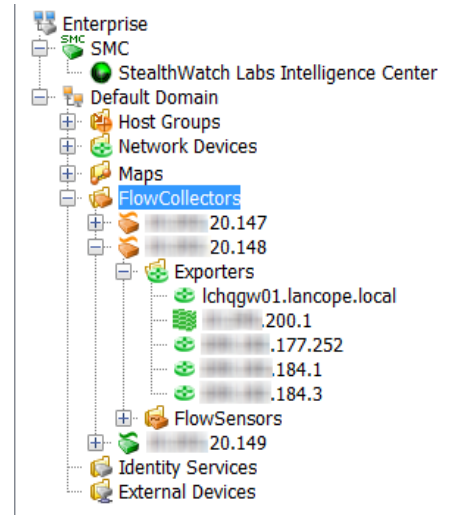 Enterprise
SMC
SMC
StealthWatch Labs Intelligence Center
Default Domain
Host Groups
Network Devices
Maps
FlowCollectors
20.147
20.148
Exporters
lchqgw01.lancope.local
.200.1
.177.252
.184.1
.184.3
FlowSensors
20.149
Identity Services
External Devices